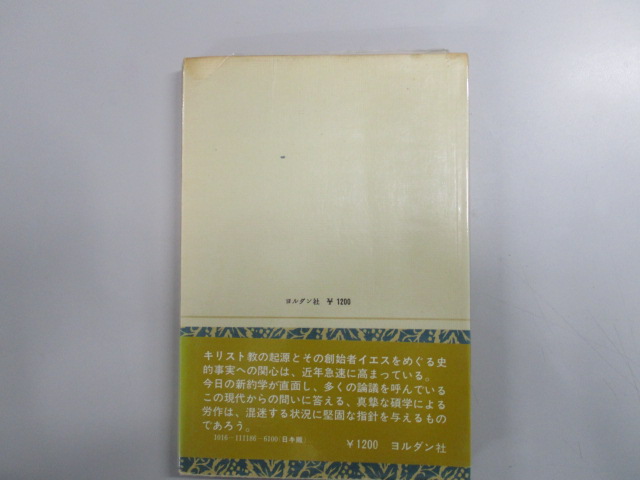 ヨルダン社 ¥1200
キリスト教の起源とその創始者イエスをめぐる史
的事実への関心は、近年急速に高まっている。
今日の新約学が直面し、多くの論議を呼んでいる
この現代からの問いに答える、真摯な碩学による
労作は、混迷する状況に堅固な指針を与えるもの
であろう。
1016-111186-6100(日本聞)
¥1200 ヨルダン社